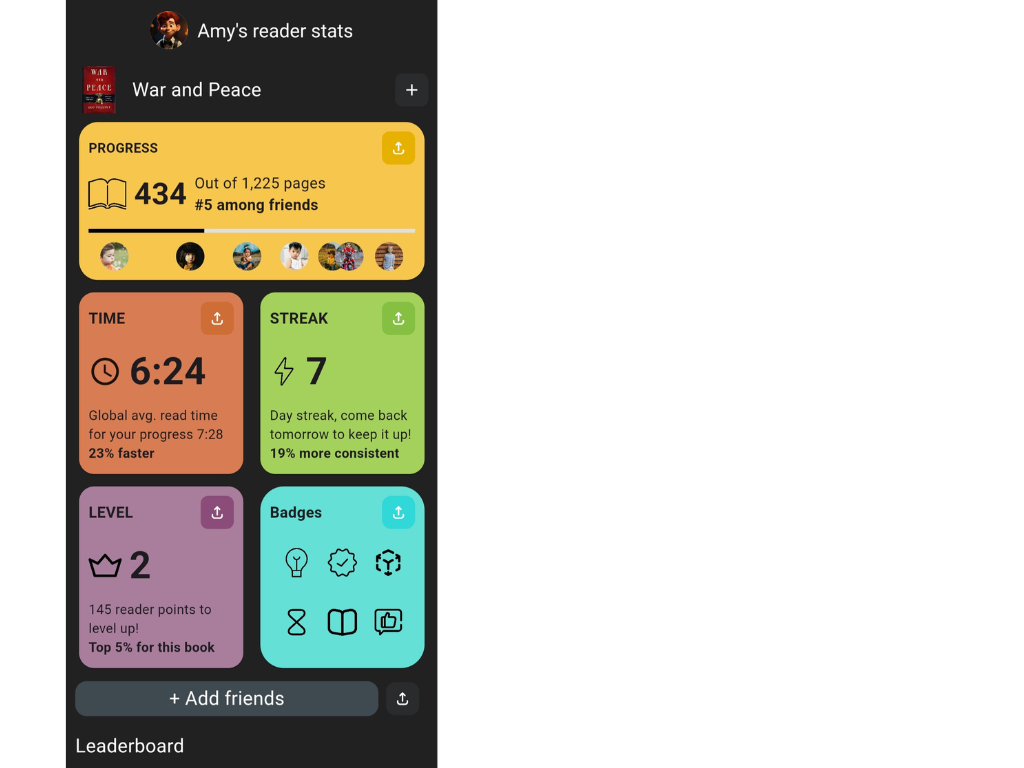 Amy's reader stats
WAR
AND
PEACE
War and Peace
+
PROGRESS
434
Out of 1,225 pages
#5 among friends
TIME
6:24
Global avg. read time
for your progress 7:28
23% faster
STREAK
7
Day streak, come back
tomorrow to keep it up!
19% more consistent
LEVEL
2
145 reader points to
level up!
Top 5% for this book
Badges
+ Add friends
Leaderboard